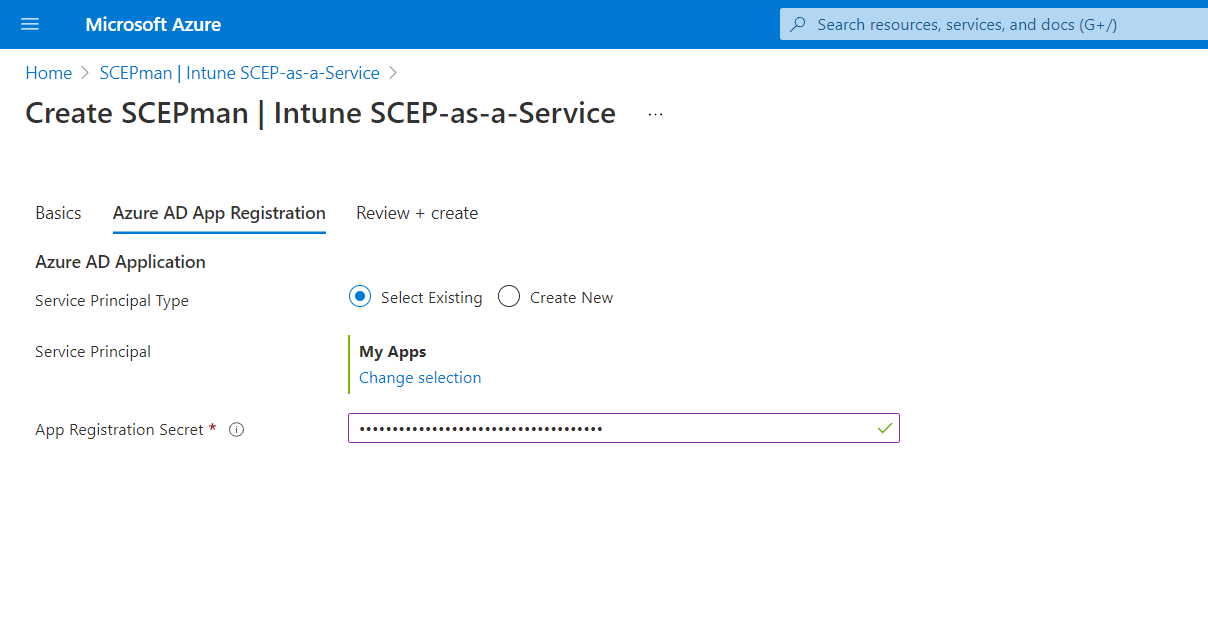 Microsoft Azure
Search resources, services, and docs (G+/)
Home > SCEPman | Intune SCEP-as-a-Service >
Create SCEPman | Intune SCEP-as-a-Service ...
Basics Azure AD App Registration Review + create
Azure AD Application
Service Principal Type Select Existing Create New
Service Principal My Apps
Change selection
App Registration Secret * ••••••••••••••••••••••••••••••••••••